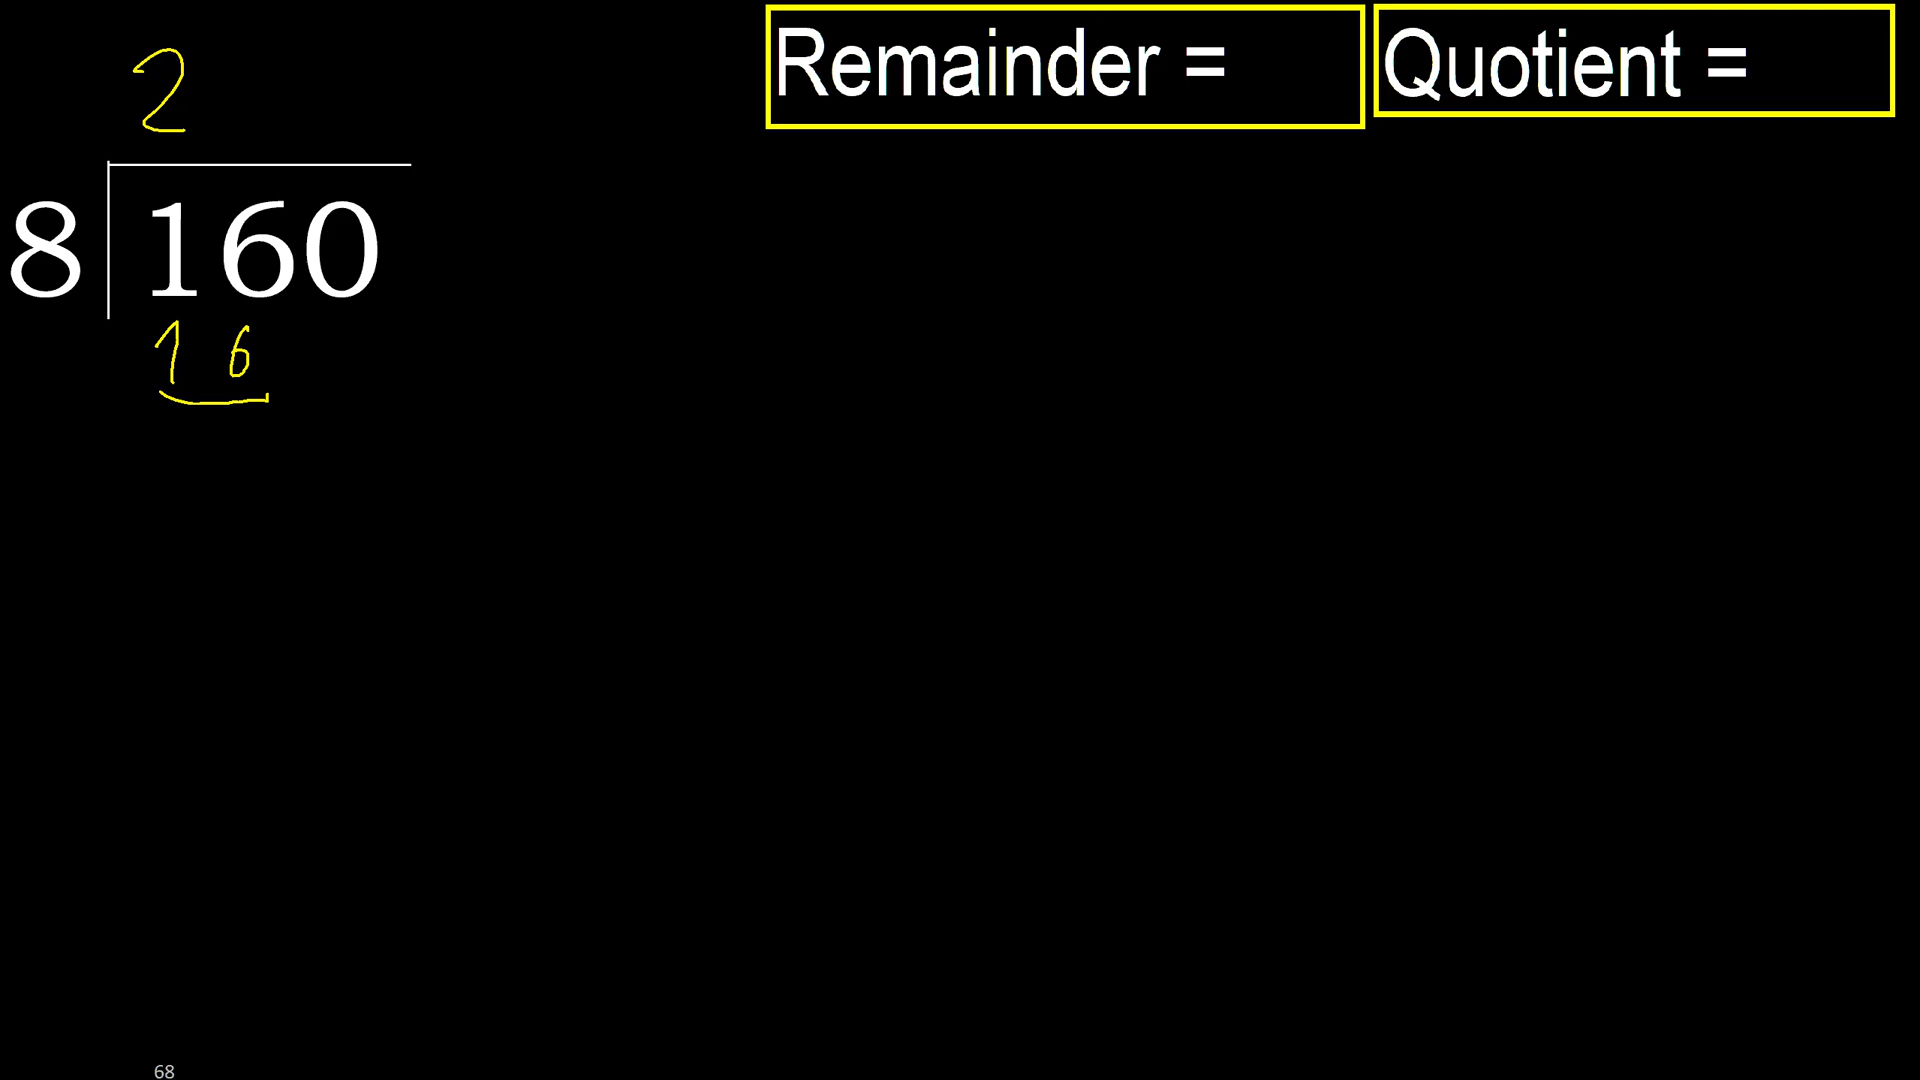 Remainder = Quotient =
2
8 160
16
68